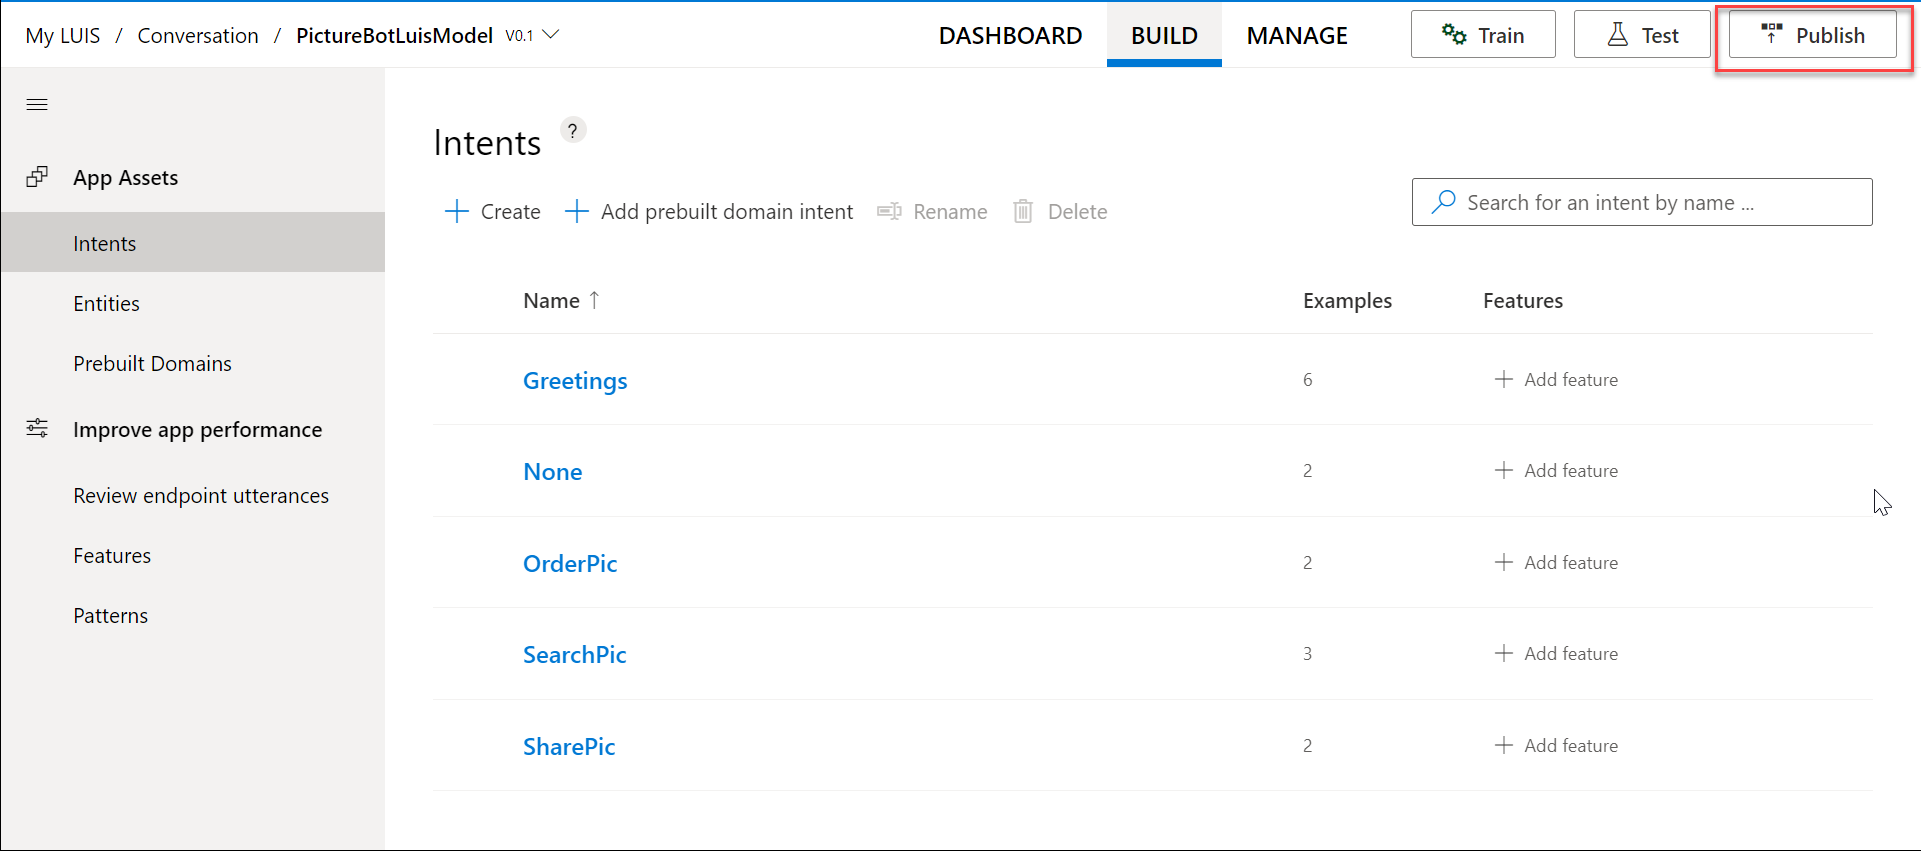 My LUIS / Conversation / PictureBotLuisModel V0.1 DASHBOARD BUILD MANAGE Train Test Publish
Intents ?
App Assets
Create Add prebuilt domain intent Rename Delete Search for an intent by name ...
Intents
Entities
Prebuilt Domains
Improve app performance
Review endpoint utterances
Features
Patterns
Name ↑ Examples Features
Greetings 6 + Add feature
None 2 + Add feature
OrderPic 2 + Add feature
SearchPic 3 + Add feature
SharePic 2 + Add feature